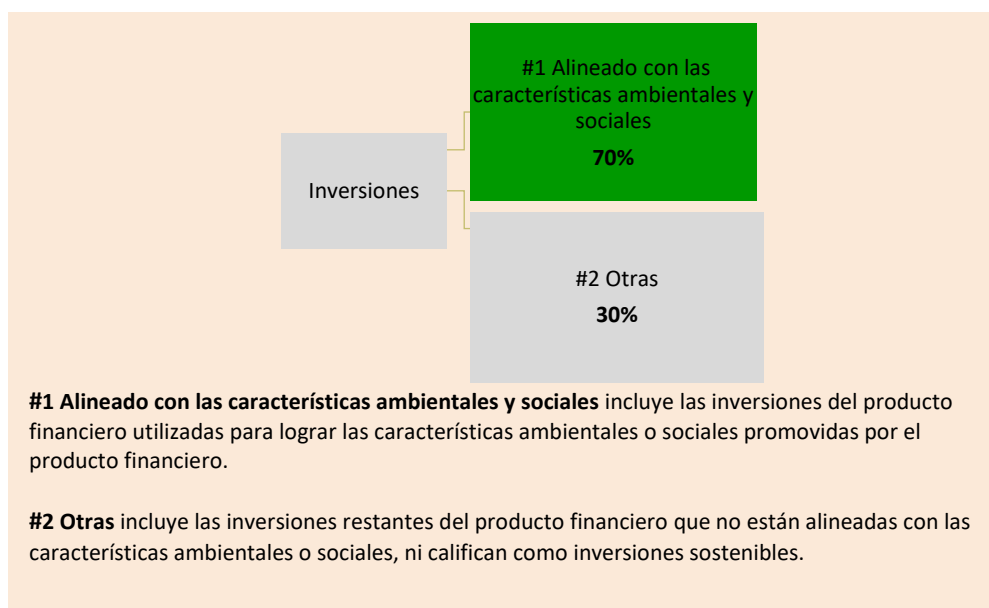 #1 Alineado con las
características ambientales y
sociales
70%
Inversiones
#2 Otras
30%
#1 Alineado con las características ambientales y sociales incluye las inversiones del producto
financiero utilizadas para lograr las características ambientales o sociales promovidas por el
producto financiero.
#2 Otras incluye las inversiones restantes del producto financiero que no están alineadas con las
características ambientales o sociales, ni califican como inversiones sostenibles.